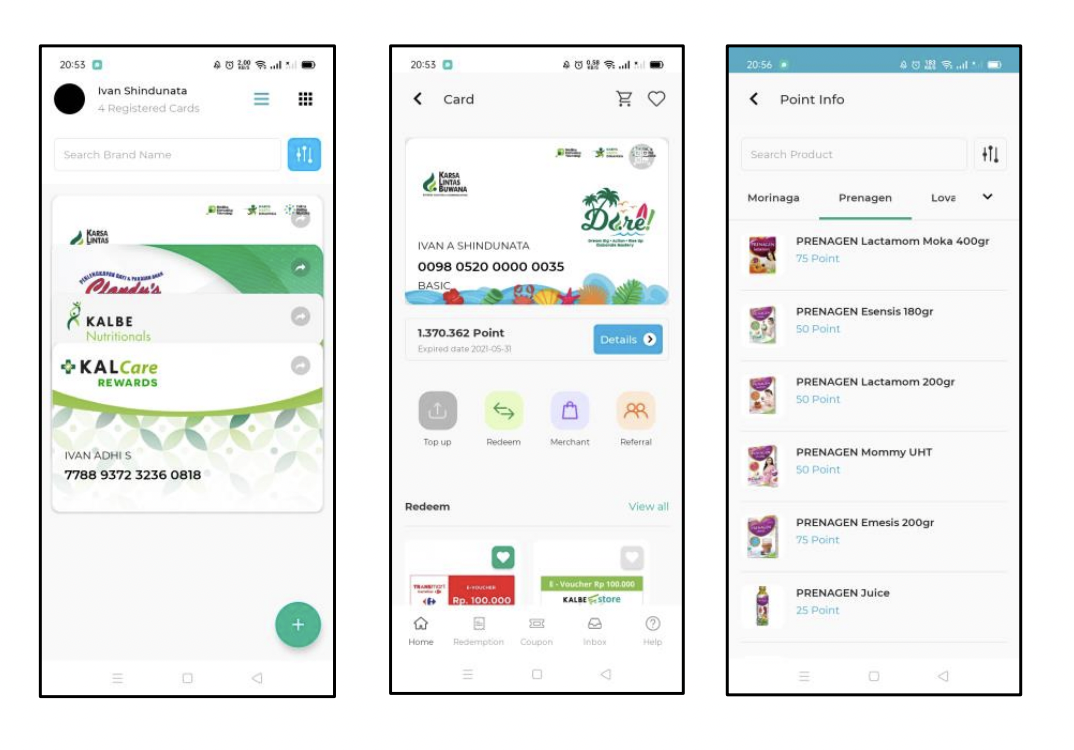 20:53
Ivan Shindunata
4 Registered Cards
Search Brand Name
KARSA
LINTAS
KALBE
Nutritionals
KALCare
REWARDS
IVAN ADHI S
7788 9372 3236 0818
+
20:53
Card
KARSA
LINTAS
BUWANA
Dare!
IVAN A SHINDUNATA
0098 0520 0000 0035
BASIC
1.370.362 Point
Expired date 2021-05-31
Details
Top up
Redeem
Merchant
Referral
Redeem
View all
E-VOUCHER
Rp. 100.000
E - Voucher Rp 100.000
KALBE store
Home
Redemption
Coupon
Inbox
Help
20:56
Point Info
Search Product
Morinaga
Prenagen
Lova
PRENAGEN Lactamom Moka 400gr
75 Point
PRENAGEN Esensis 180gr
50 Point
PRENAGEN Lactamom 200gr
50 Point
PRENAGEN Mommy UHT
50 Point
PRENAGEN Emesis 200gr
75 Point
PRENAGEN Juice
25 Point